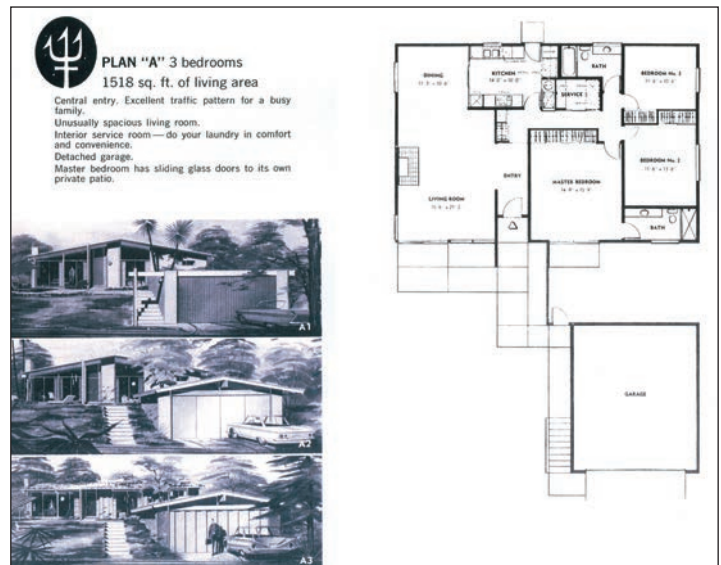 PLAN "A" 3 bedrooms
1518 sq. ft. of living area
Central entry. Excellent traffic pattern for a busy
family.
Unusually spacious living room.
Interior service room — do your laundry in comfort
and convenience.
Detached garage.
Master bedroom has sliding glass doors to its own
private patio.
A1
A2
A3
DINING
KITCHEN
BATH
BEDROOM No. 3
SERVICE
BEDROOM No. 2
ENTRY
MASTER BEDROOM
LIVING ROOM
BATH
GARAGE